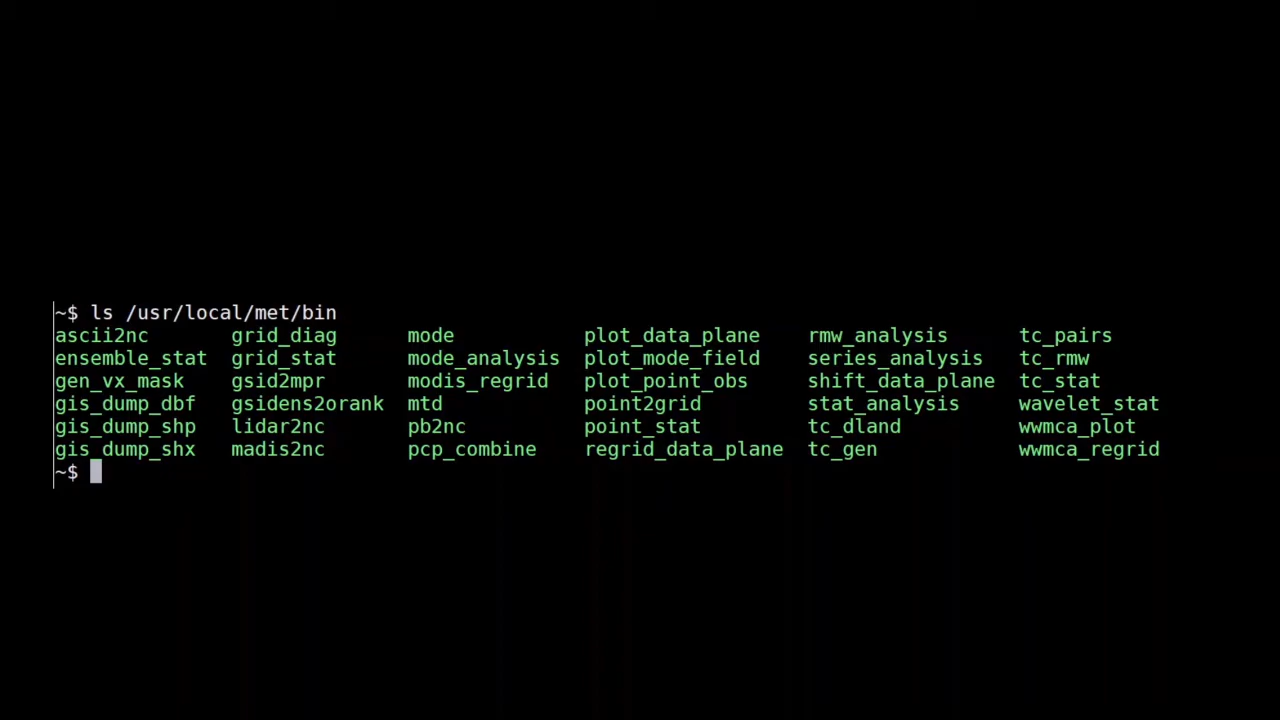 ~$ ls /usr/local/met/bin
ascii2nc grid_diag mode plot_data_plane rmw_analysis tc_pairs
ensemble_stat grid_stat mode_analysis plot_mode_field series_analysis tc_rmw
gen_vx_mask gsid2mpr modis_regrid plot_point_obs shift_data_plane tc_stat
gis_dump_dbf gsidens2orank mtd point2grid stat_analysis wavelet_stat
gis_dump_shp lidar2nc pb2nc point_stat tc_dland wwmca_plot
gis_dump_shx madis2nc pcp_combine regrid_data_plane tc_gen wwmca_regrid
~$